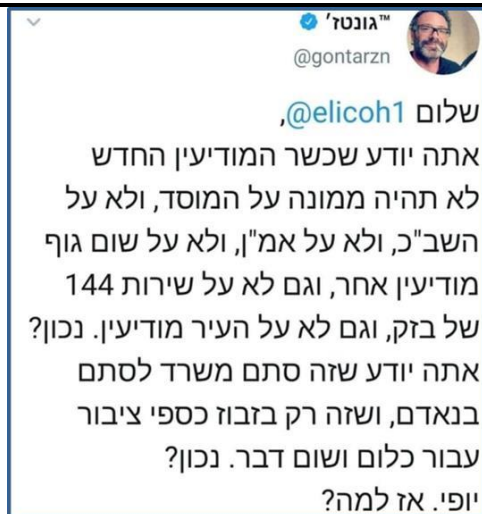 גונטז'™
@gontarzn
שלום @elicoh1,
אתה יודע שכשר המודיעין החדש
לא תהיה ממונה על המוסד, ולא על
השב"כ, ולא על אמ"ן, ולא על שום גוף
מודיעין אחר, וגם לא על שירות 144
של בזק, וגם לא על העיר מודיעין. נכון?
אתה יודע שזה סתם משרד לסתם
בנאדם, ושזה רק בזבוז כספי ציבור
עבור כלום ושום דבר. נכון?
יופי. אז למה?